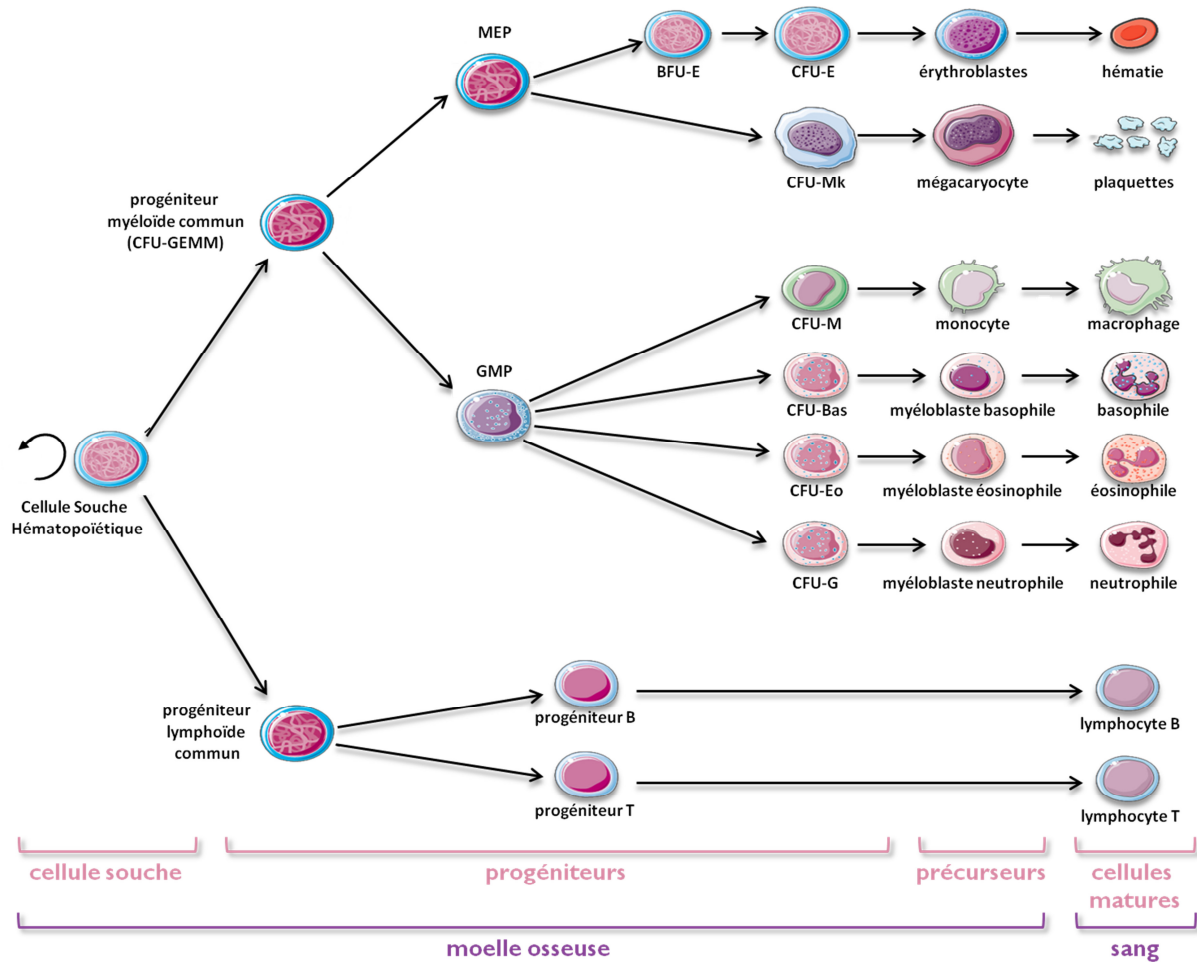 MEP
BFU-E
CFU-E
érythroblastes
hématie
CFU-Mk
mégacaryocyte
plaquettes
progéniteur
myéloïde commun
(CFU-GEMM)
CFU-M
monocyte
macrophage
GMP
CFU-Bas
myéloblaste basophile
basophile
CFU-Eo
myéloblaste éosinophile
éosinophile
Cellule Souche
Hématopoïétique
CFU-G
myéloblaste neutrophile
neutrophile
progéniteur
lymphoïde
commun
progéniteur B
lymphocyte B
progéniteur T
lymphocyte T
cellule souche
progéniteurs
précurseurs
cellules
matures
moelle osseuse
sang